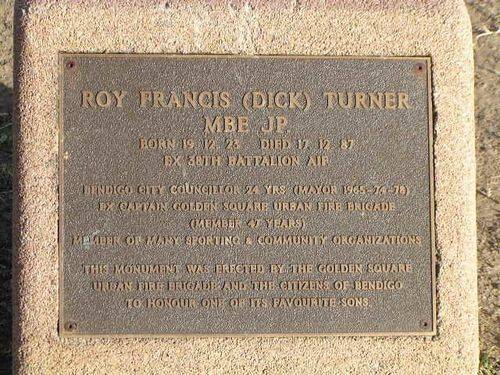 ROY FRANCIS (DICK) TURNER
MBE JP.
BORN 19. 12. 23 DIED 17. 12. 87
EX 38TH BATTALION AIF
BENDIGO CITY COUNCILLOR 24 YRS (MAYOR 1965-74-78)
EX CAPTAIN GOLDEN SQUARE URBAN FIRE BRIGADE
(MEMBER 47 YEARS)
MEMBER OF MANY SPORTING & COMMUNITY ORGANIZATIONS
THIS MONUMENT WAS ERECTED BY THE GOLDEN SQUARE
URBAN FIRE BRIGADE AND THE CITIZENS OF BENDIGO
TO HONOUR ONE OF ITS FAVOURITE SONS.